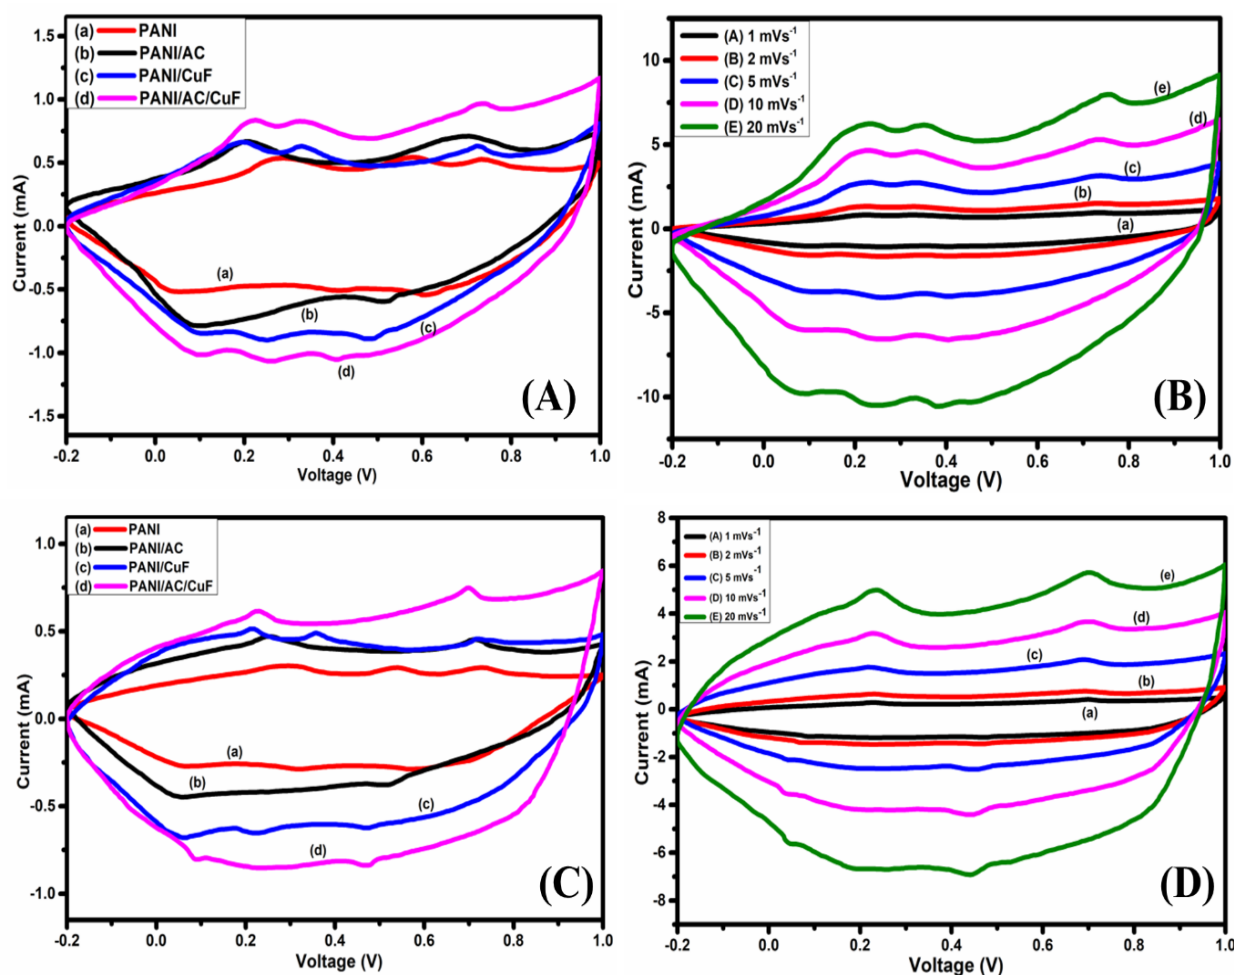 (a) PANI
(b) PANI/AC
(c) PANI/CuF
(d) PANI/AC/CuF
1.5
1.0
0.5
0.0
-0.5
-1.0
-1.5
Current (mA)
(a)
(b)
(c)
(d)
(A)
-0.2 0.0 0.2 0.4 0.6 0.8 1.0
Voltage (V)
(A) 1 mVs⁻¹
(B) 2 mVs⁻¹
(C) 5 mVs⁻¹
(D) 10 mVs⁻¹
(E) 20 mVs⁻¹
10
5
0
-5
-10
Current (mA)
(e)
(d)
(c)
(b)
(a)
(B)
-0.2 0.0 0.2 0.4 0.6 0.8 1.0
Voltage (V)
(a) PANI
(b) PANI/AC
(c) PANI/CuF
(d) PANI/AC/CuF
1.0
0.5
0.0
-0.5
-1.0
Current (mA)
(a)
(b)
(c)
(d)
(C)
-0.2 0.0 0.2 0.4 0.6 0.8 1.0
Voltage (V)
(A) 1 mVs⁻¹
(B) 2 mVs⁻¹
(C) 5 mVs⁻¹
(D) 10 mVs⁻¹
(E) 20 mVs⁻¹
8
6
4
2
0
-2
-4
-6
-8
Current (mA)
(e)
(d)
(c)
(b)
(a)
(D)
-0.2 0.0 0.2 0.4 0.6 0.8 1.0
Voltage (V)